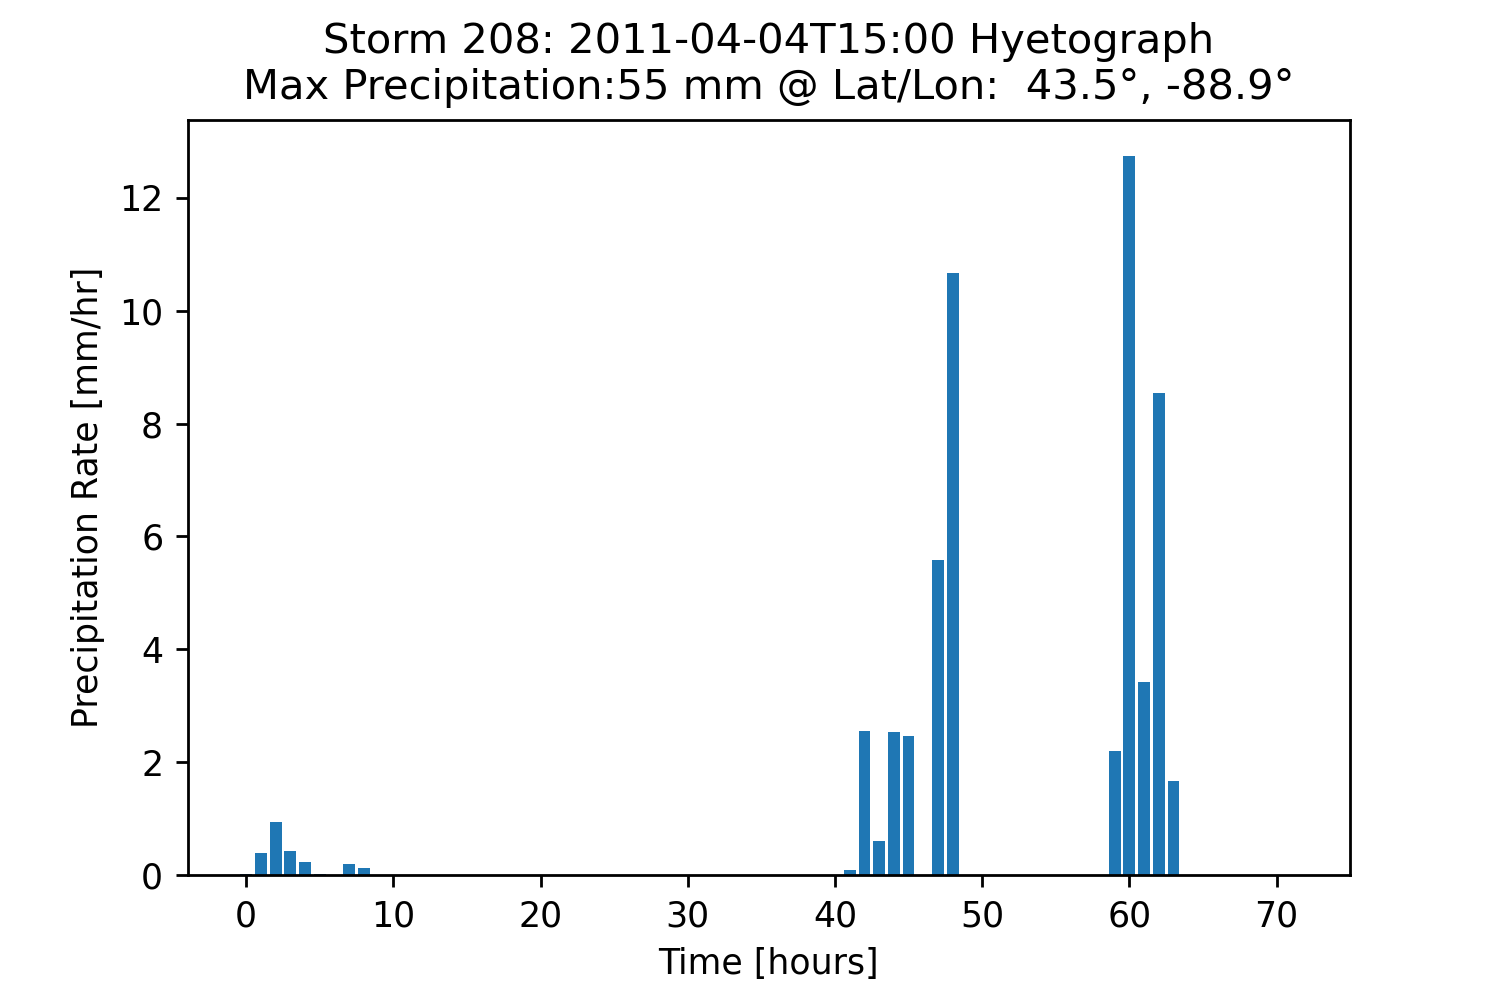 Storm 208: 2011-04-04T15:00 Hyetograph
Max Precipitation:55 mm @ Lat/Lon:  43.5°, -88.9°
Precipitation Rate [mm/hr]
12
10
8
6
4
2
0
0 10 20 30 40 50 60 70
Time [hours]